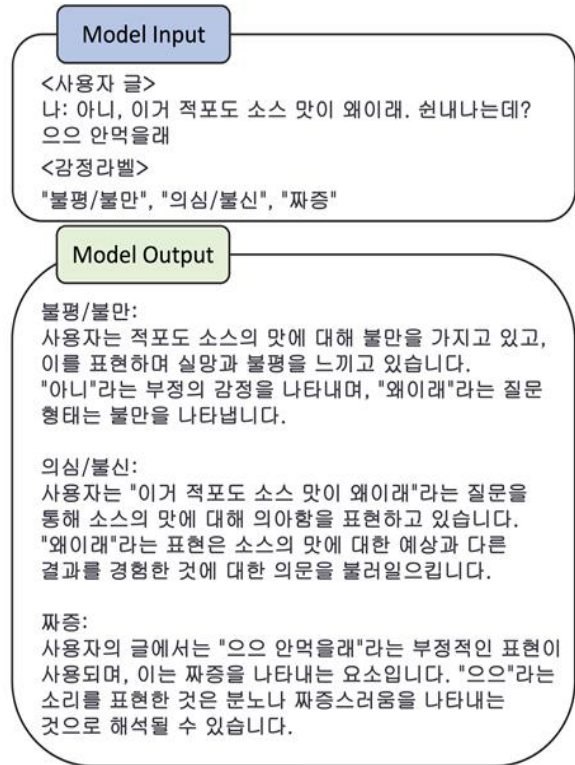 Model Input
<사용자 글>
나: 아니, 이거 적포도 소스 맛이 왜이래. 쉰내나는데?
으으 안먹을래
<감정라벨>
"불평/불만", "의심/불신", "짜증"
Model Output
불평/불만:
사용자는 적포도 소스의 맛에 대해 불만을 가지고 있고,
이를 표현하며 실망과 불평을 느끼고 있습니다.
"아니"라는 부정의 감정을 나타내며, "왜이래"라는 질문
형태는 불만을 나타냅니다.
의심/불신:
사용자는 "이거 적포도 소스 맛이 왜이래"라는 질문을
통해 소스의 맛에 대해 의아함을 표현하고 있습니다.
"왜이래"라는 표현은 소스의 맛에 대한 예상과 다른
결과를 경험한 것에 대한 의문을 불러일으킵니다.
짜증:
사용자의 글에서는 "으으 안먹을래"라는 부정적인 표현이
사용되며, 이는 짜증을 나타내는 요소입니다. "으으"라는
소리를 표현한 것은 분노나 짜증스러움을 나타내는
것으로 해석될 수 있습니다.